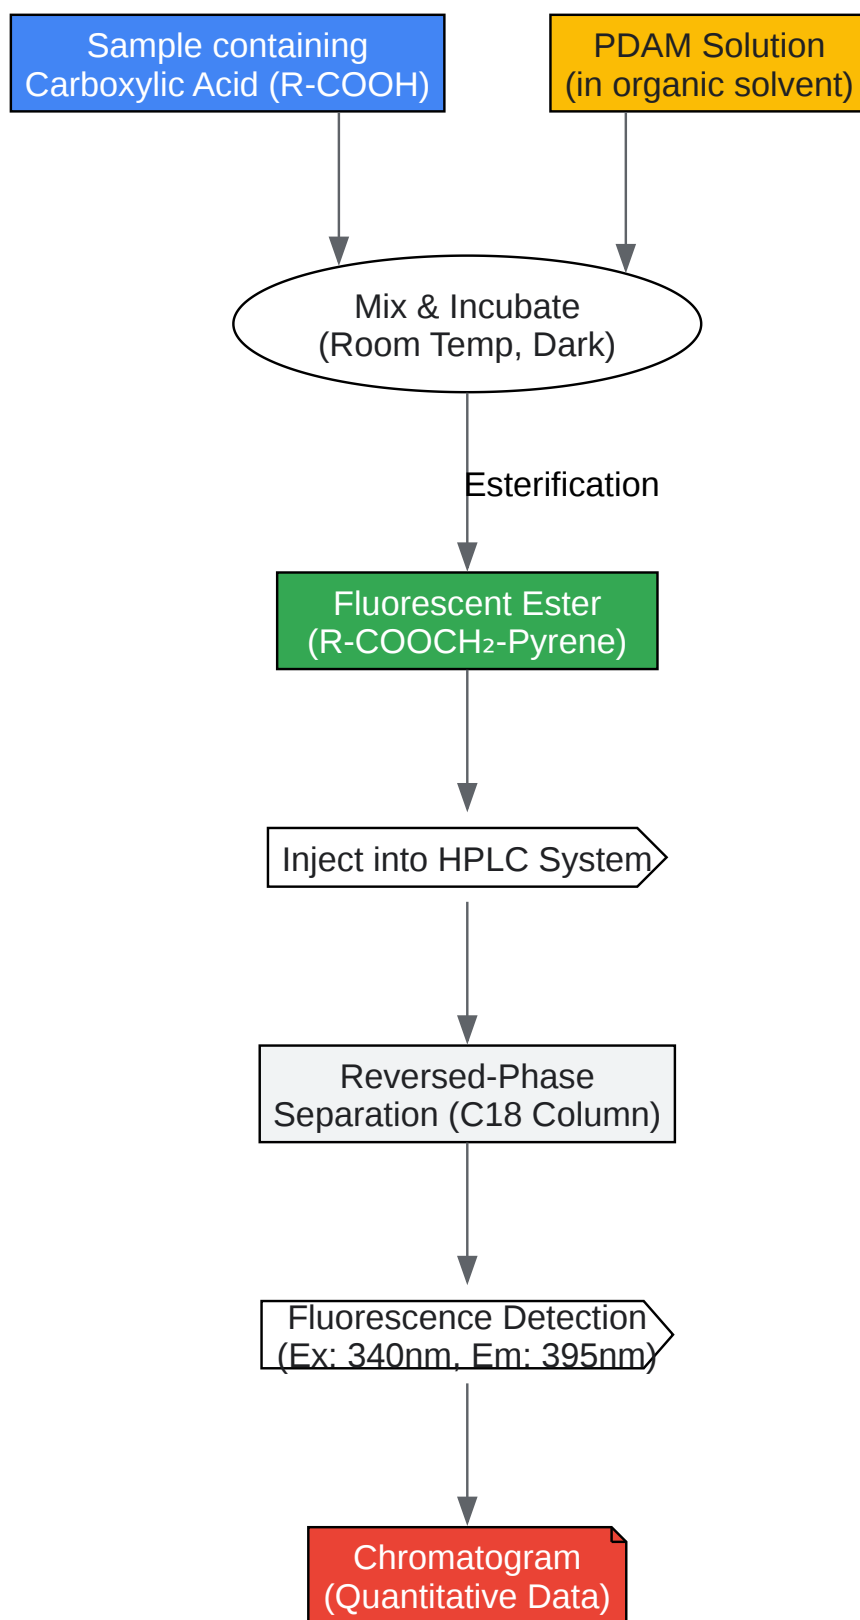 Sample containing
Carboxylic Acid (R-COOH)
PDAM Solution
(in organic solvent)
Mix & Incubate
(Room Temp, Dark)
Esterification
Fluorescent Ester
(R-COOCH₂-Pyrene)
Inject into HPLC System
Reversed-Phase
Separation (C18 Column)
Fluorescence Detection
(Ex: 340nm, Em: 395nm)
Chromatogram
(Quantitative Data)